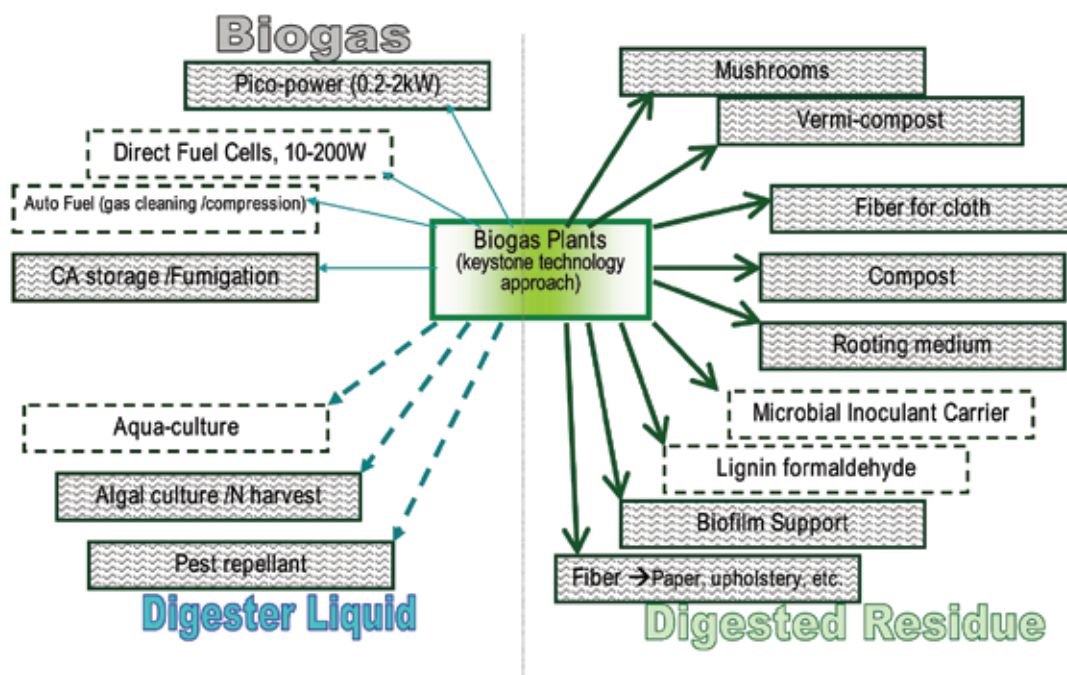 Biogas
Pico-power (0.2-2kW)
Direct Fuel Cells, 10-200W
Auto Fuel (gas cleaning /compression)
CA storage /Fumigation
Biogas Plants
(keystone technology
approach)
Mushrooms
Vermi-compost
Fiber for cloth
Compost
Rooting medium
Microbial Inoculant Carrier
Lignin formaldehyde
Biofilm Support
Fiber →Paper, upholstery, etc.
Digested Residue
Aqua-culture
Algal culture /N harvest
Pest repellant
Digester Liquid